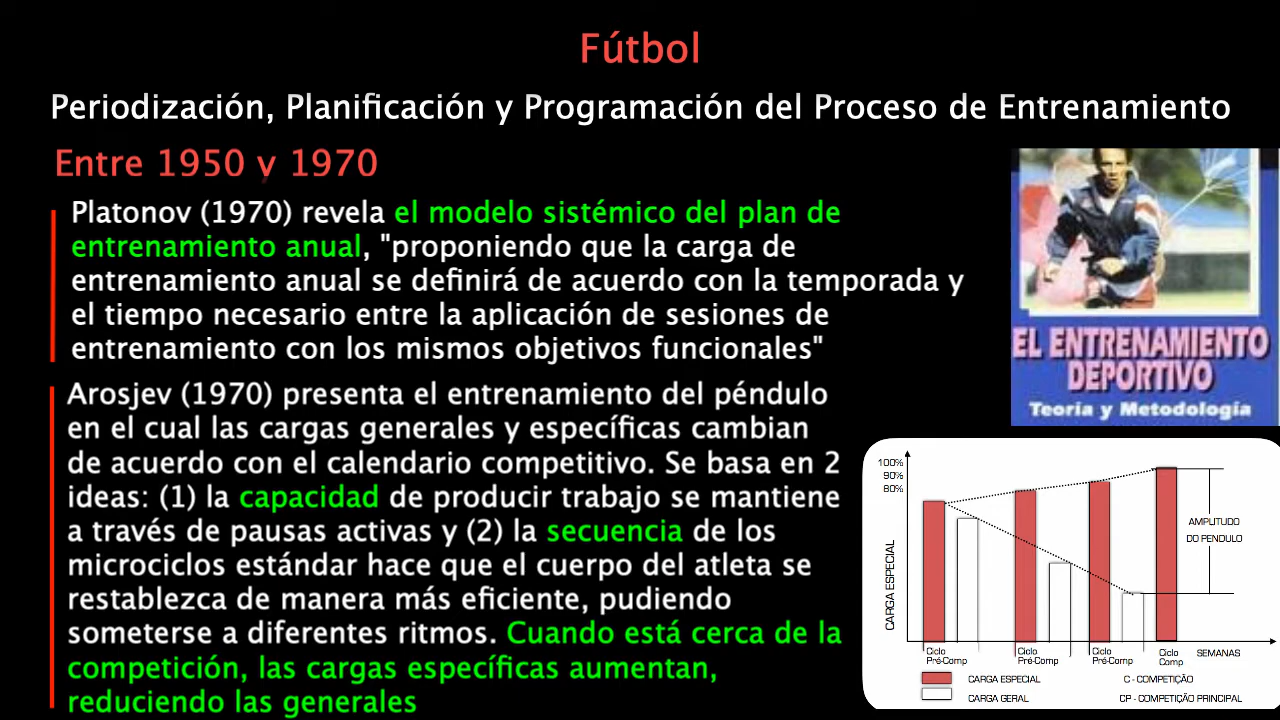 Fútbol
Periodización, Planificación y Programación del Proceso de Entrenamiento
Entre 1950 y 1970
Platonov (1970) revela el modelo sistémico del plan de
entrenamiento anual, "proponiendo que la carga de
entrenamiento anual se definirá de acuerdo con la temporada y
el tiempo necesario entre la aplicación de sesiones de
entrenamiento con los mismos objetivos funcionales"
Arosjev (1970) presenta el entrenamiento del péndulo
en el cual las cargas generales y específicas cambian
de acuerdo con el calendario competitivo. Se basa en 2
ideas: (1) la capacidad de producir trabajo se mantiene
a través de pausas activas y (2) la secuencia de los
microciclos estándar hace que el cuerpo del atleta se
restablezca de manera más eficiente, pudiendo
someterse a diferentes ritmos. Cuando está cerca de la
competición, las cargas específicas aumentan,
reduciendo las generales
EL ENTRENAMIENTO
DEPORTIVO
Teoría y Metodología
100%
90%
80%
CARGA ESPECIAL
AMPLITUDO
DO PENDULO
Ciclo
Pré-Comp
Ciclo
Pré-Comp
Ciclo
Pré-Comp
Ciclo
Comp.
SEMANAS
CARGA ESPECIAL
C - COMPETIÇÃO
CARGA GERAL
CP - COMPETIÇÃO PRINCIPAL